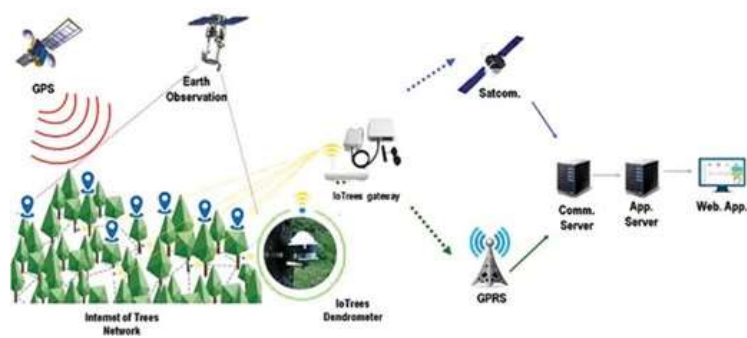 GPS
Earth
Observation
Satcom.
IoTrees gateway
Comm.
Server
App.
Server
Web. App.
GPRS
Internet of Trees
Network
IoTrees
Dendrometer